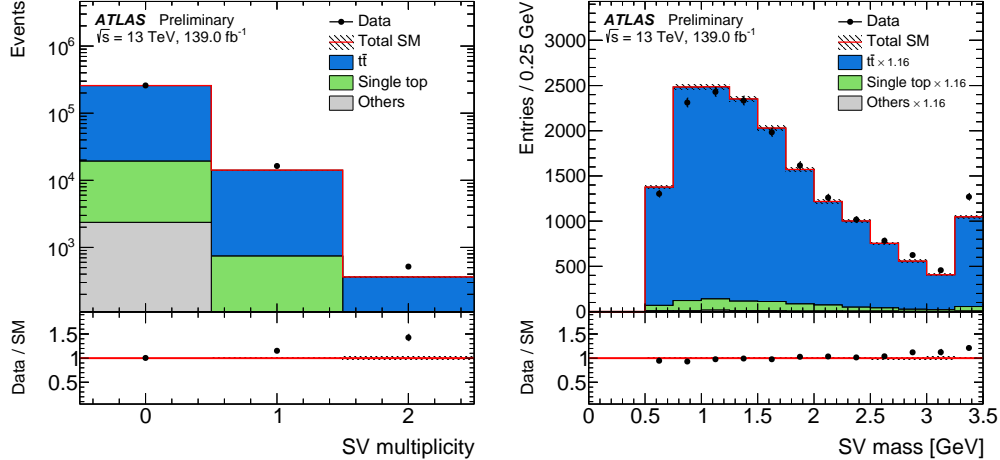 ATLAS Preliminary
√s = 13 TeV, 139.0 fb⁻¹
Data
Total SM
tt̄
Single top
Others
Events
10⁶
10⁵
10⁴
10³
Data / SM
1.5
1
0.5
0 1 2
SV multiplicity
ATLAS Preliminary
√s = 13 TeV, 139.0 fb⁻¹
Data
Total SM
tt̄ × 1.16
Single top × 1.16
Others × 1.16
Entries / 0.25 GeV
3000
2500
2000
1500
1000
500
0
Data / SM
1.5
1
0.5
0 0.5 1 1.5 2 2.5 3 3.5
SV mass [GeV]